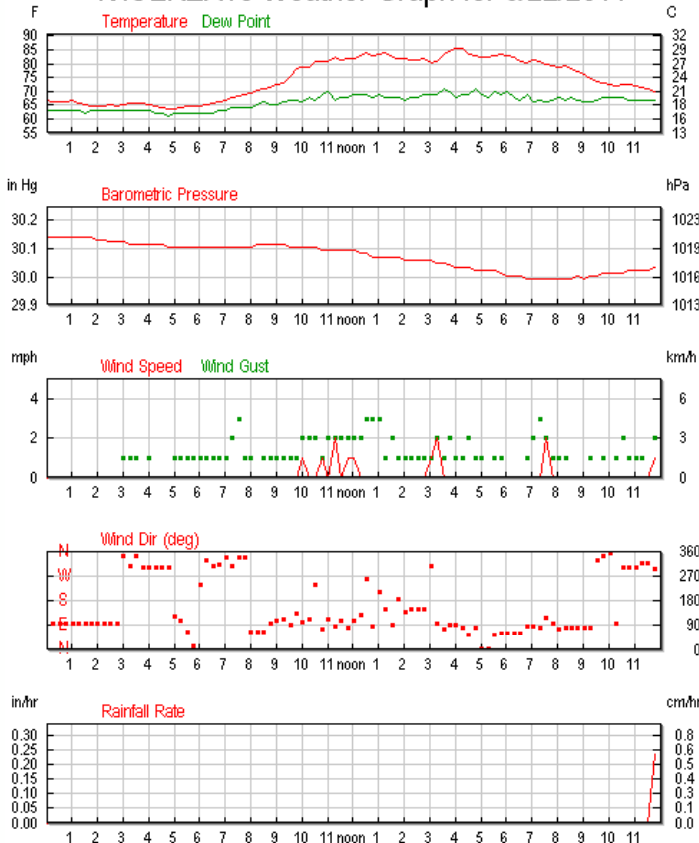 Weather Graph for
F Temperature Dew Point C
90 32
85 29
80 27
75 24
70 21
65 18
60 16
55 13
1 2 3 4 5 6 7 8 9 10 11 noon 1 2 3 4 5 6 7 8 9 10 11
in Hg Barometric Pressure hPa
30.2 1023
30.1 1019
30.0 1016
29.9 1013
1 2 3 4 5 6 7 8 9 10 11 noon 1 2 3 4 5 6 7 8 9 10 11
mph Wind Speed Wind Gust km/h
4 6
2 3
0 0
1 2 3 4 5 6 7 8 9 10 11 noon 1 2 3 4 5 6 7 8 9 10 11
Wind Dir (deg)
N 360
W 270
S 180
E 90
N 0
1 2 3 4 5 6 7 8 9 10 11 noon 1 2 3 4 5 6 7 8 9 10 11
in/hr Rainfall Rate cm/hr
0.30 0.8
0.25 0.6
0.20 0.5
0.15 0.4
0.10 0.3
0.05 0.1
0.00 0.0
1 2 3 4 5 6 7 8 9 10 11 noon 1 2 3 4 5 6 7 8 9 10 11